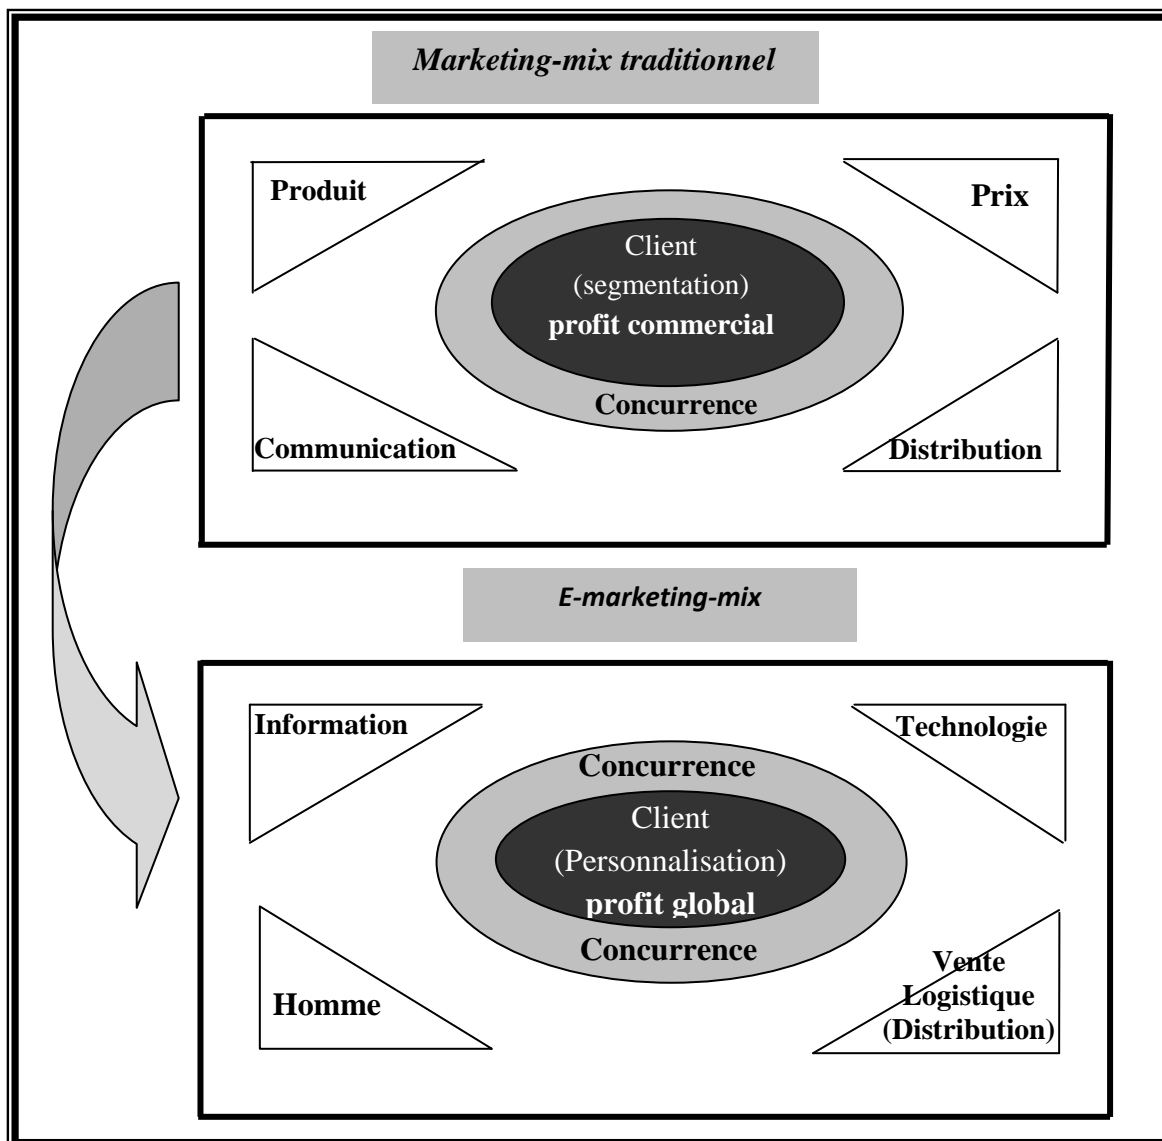 Marketing-mix traditionnel
Produit
Prix
Client
(segmentation)
profit commercial
Concurrence
Communication
Distribution
E-marketing-mix
Information
Technologie
Concurrence
Client
(Personnalisation)
profit global
Concurrence
Homme
Vente
Logistique
(Distribution)